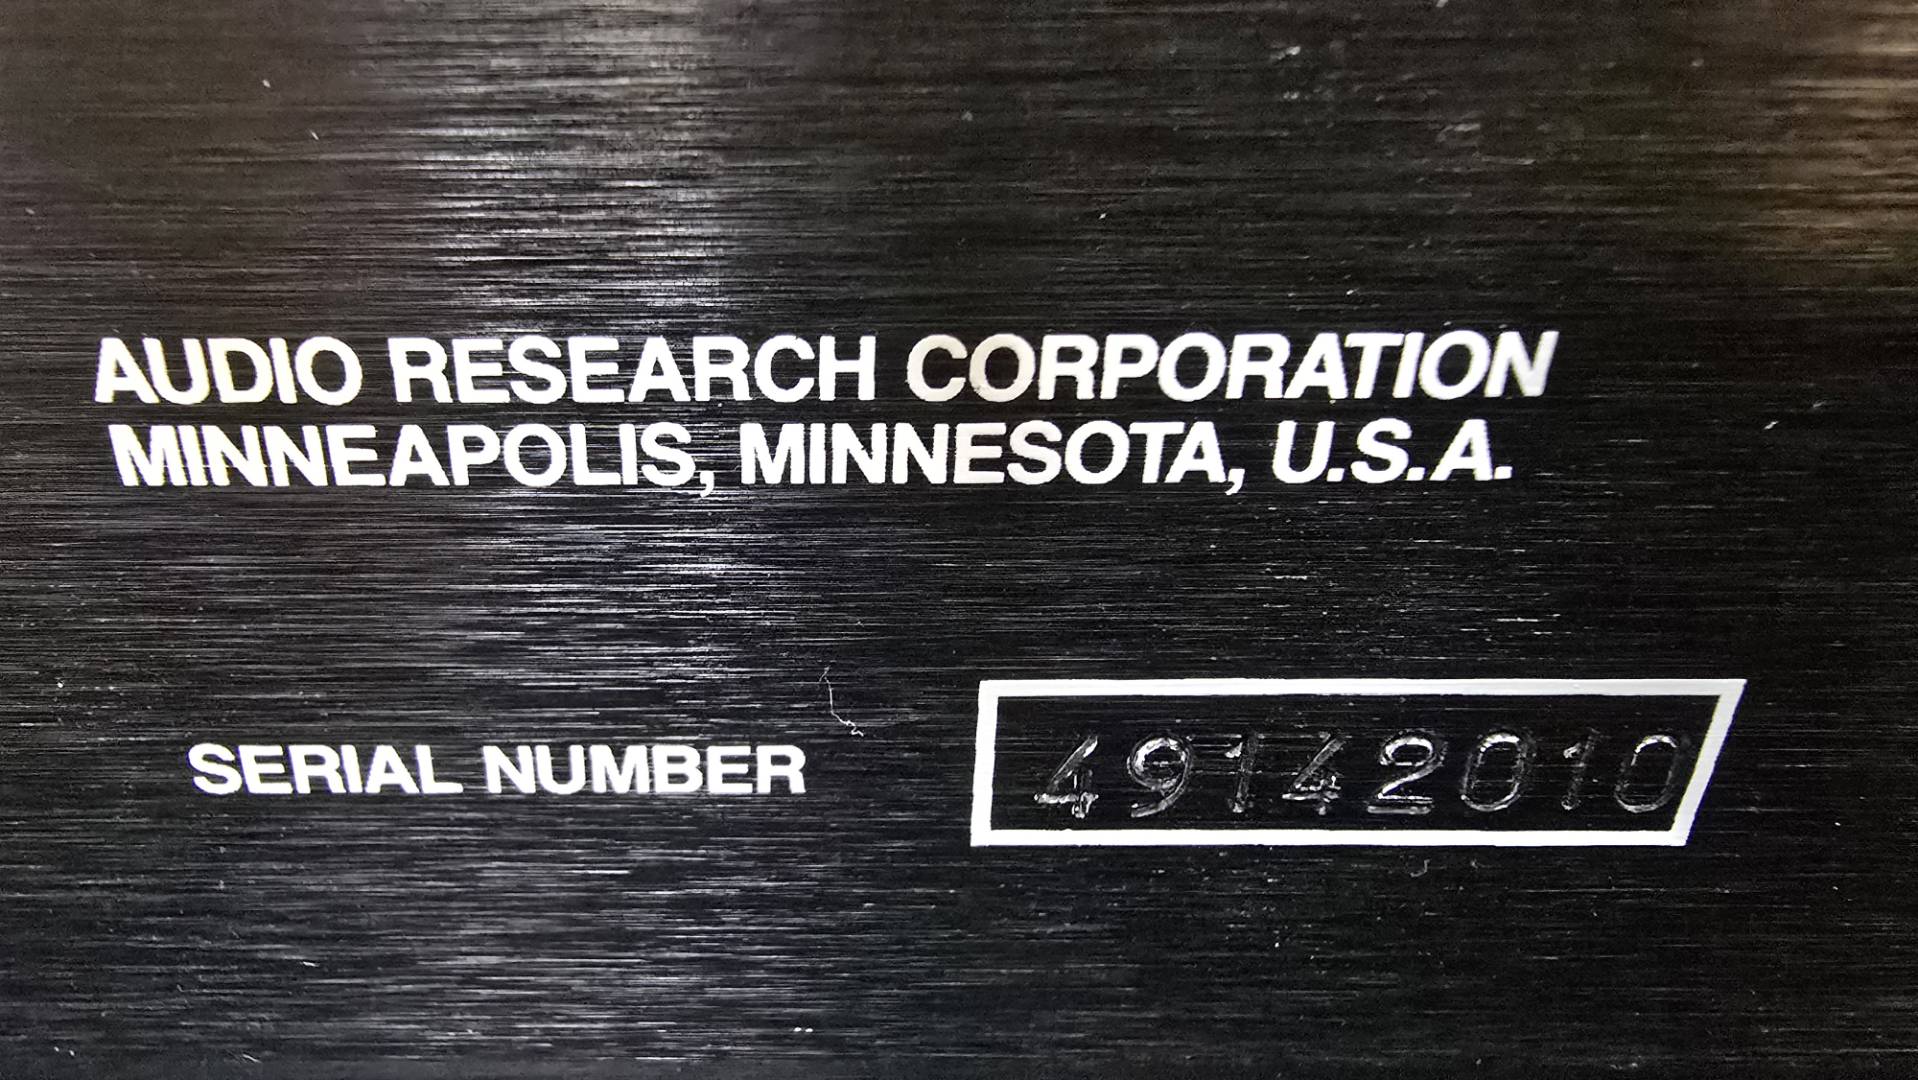 AUDIO RESEARCH CORPORATION
MINNEAPOLIS, MINNESOTA, U.S.A.
SERIAL NUMBER 49142010